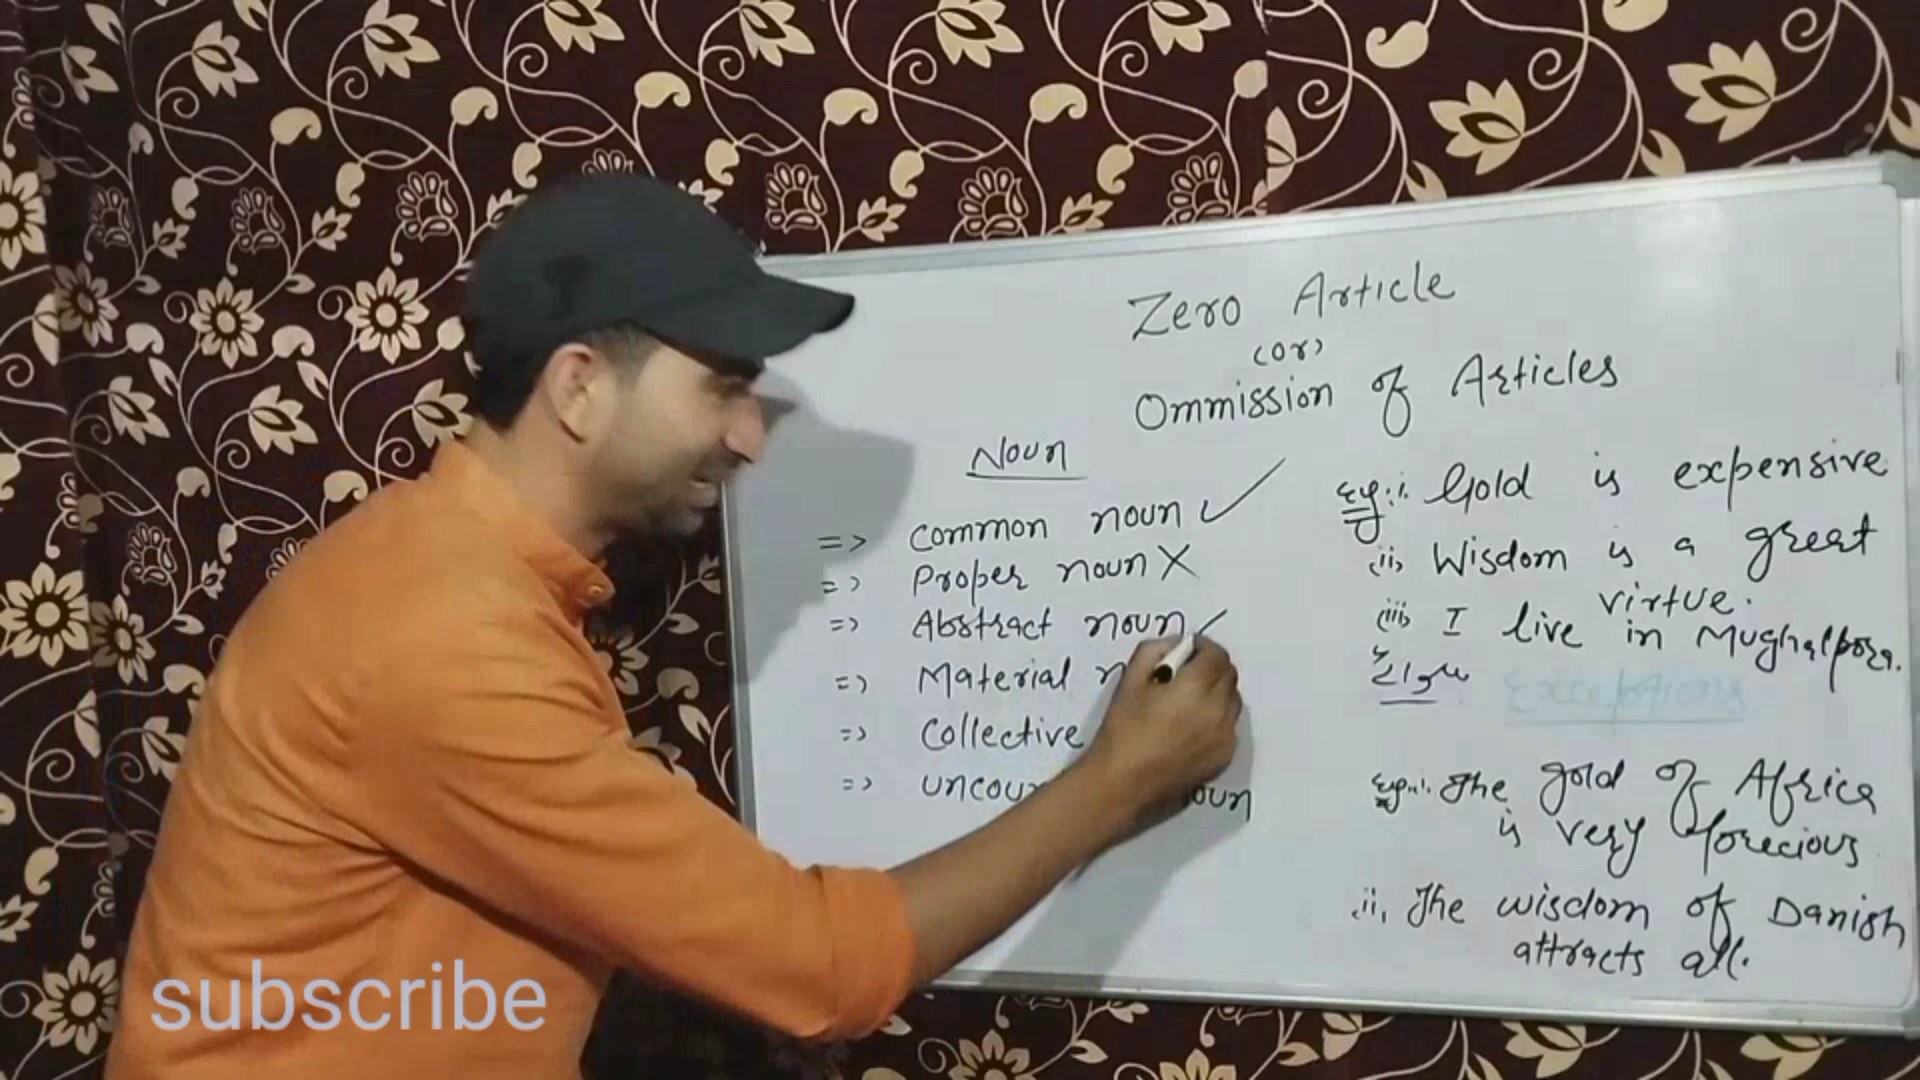 Zero Article
(or)
Ommission of Articles
Noun
=> Common noun ✓
=> Proper noun X
=> Abstract noun ✓
=> Material
=> Collective
=> noun
Eg: i. Gold is expensive
(ii) Wisdom is a great
virtue.
(iii) I live in Mughalpora.
Exceptions
Eg: i. The gold of Africa
is very precious
ii, The wisdom of Danish
attracts all.
subscribe